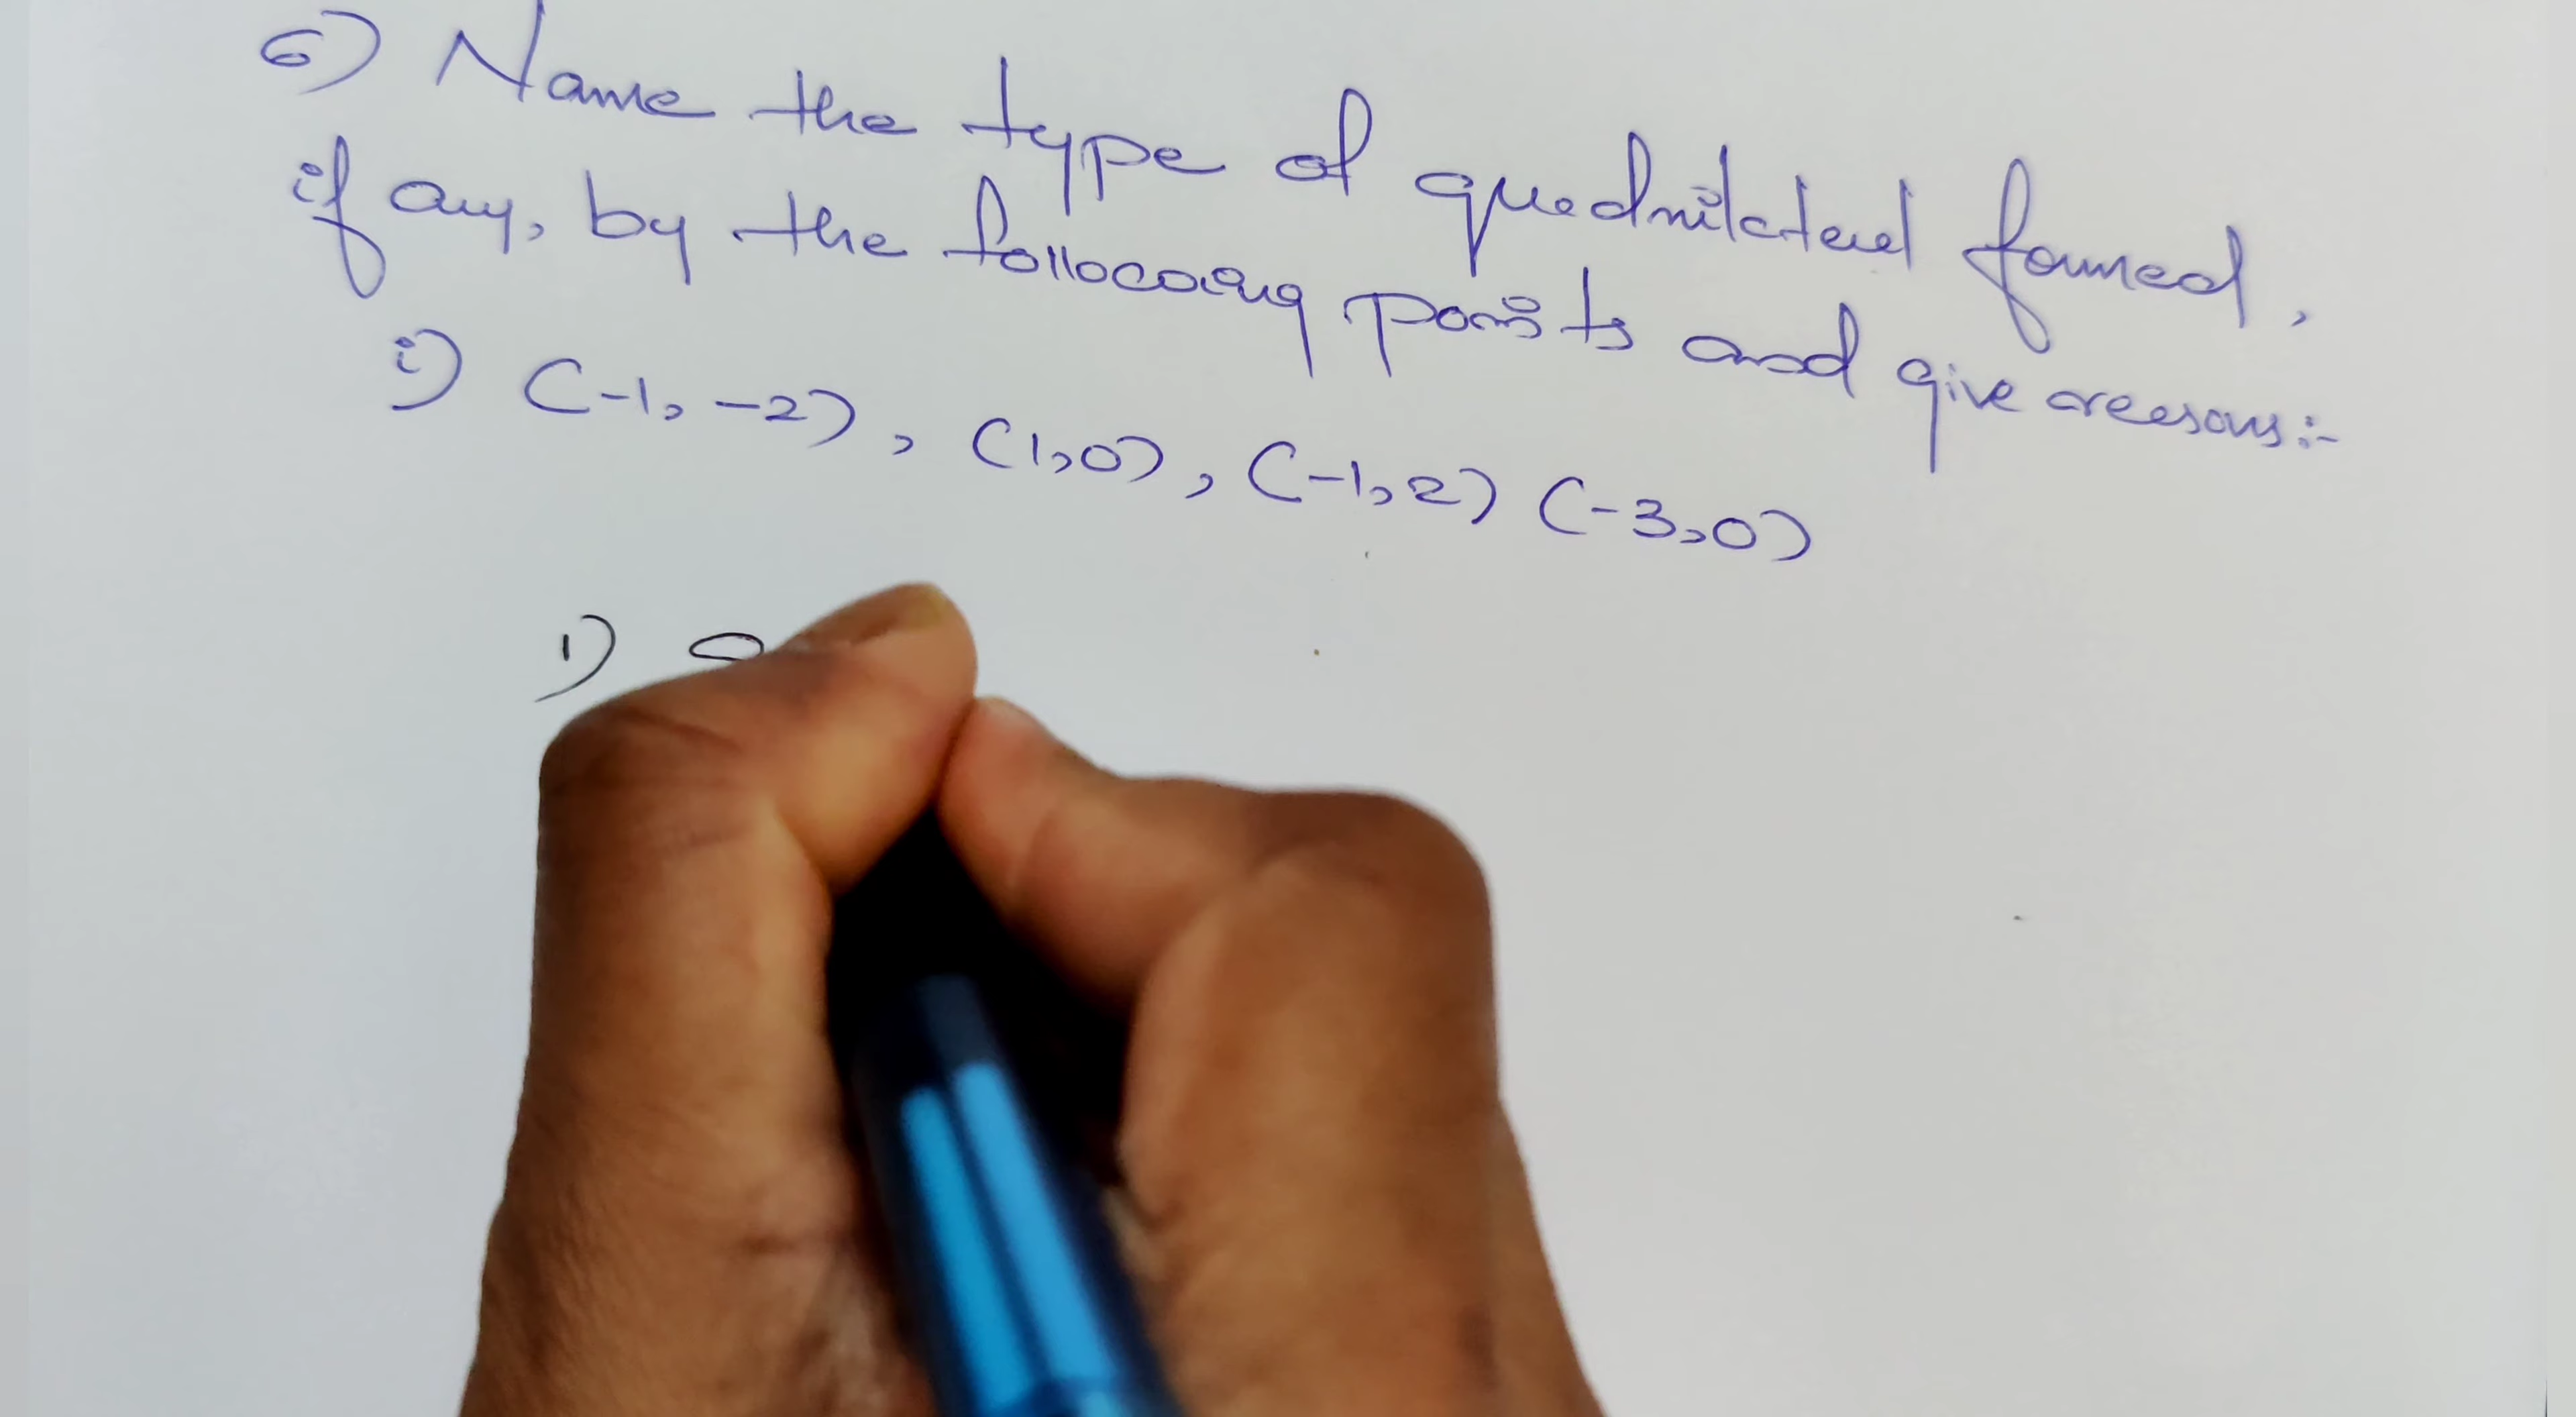 6) Name the type of quadrilateral formed,
if any, by the following points and give reasons:-
i) (-1, -2), (1,0), (-1,2) (-3,0)
1)